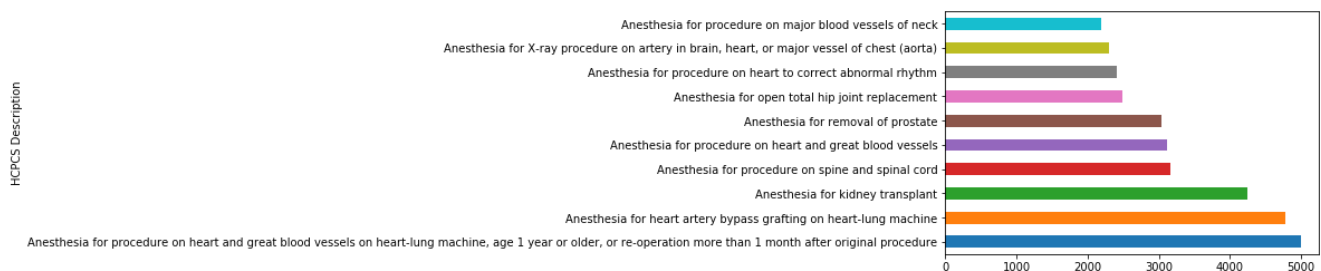 Anesthesia for procedure on major blood vessels of neck
Anesthesia for X-ray procedure on artery in brain, heart, or major vessel of chest (aorta)
Anesthesia for procedure on heart to correct abnormal rhythm
Anesthesia for open total hip joint replacement
Anesthesia for removal of prostate
Anesthesia for procedure on heart and great blood vessels
Anesthesia for procedure on spine and spinal cord
Anesthesia for kidney transplant
Anesthesia for heart artery bypass grafting on heart-lung machine
Anesthesia for procedure on heart and great blood vessels on heart-lung machine, age 1 year or older, or re-operation more than 1 month after original procedure
HCPCS Description
0 1000 2000 3000 4000 5000